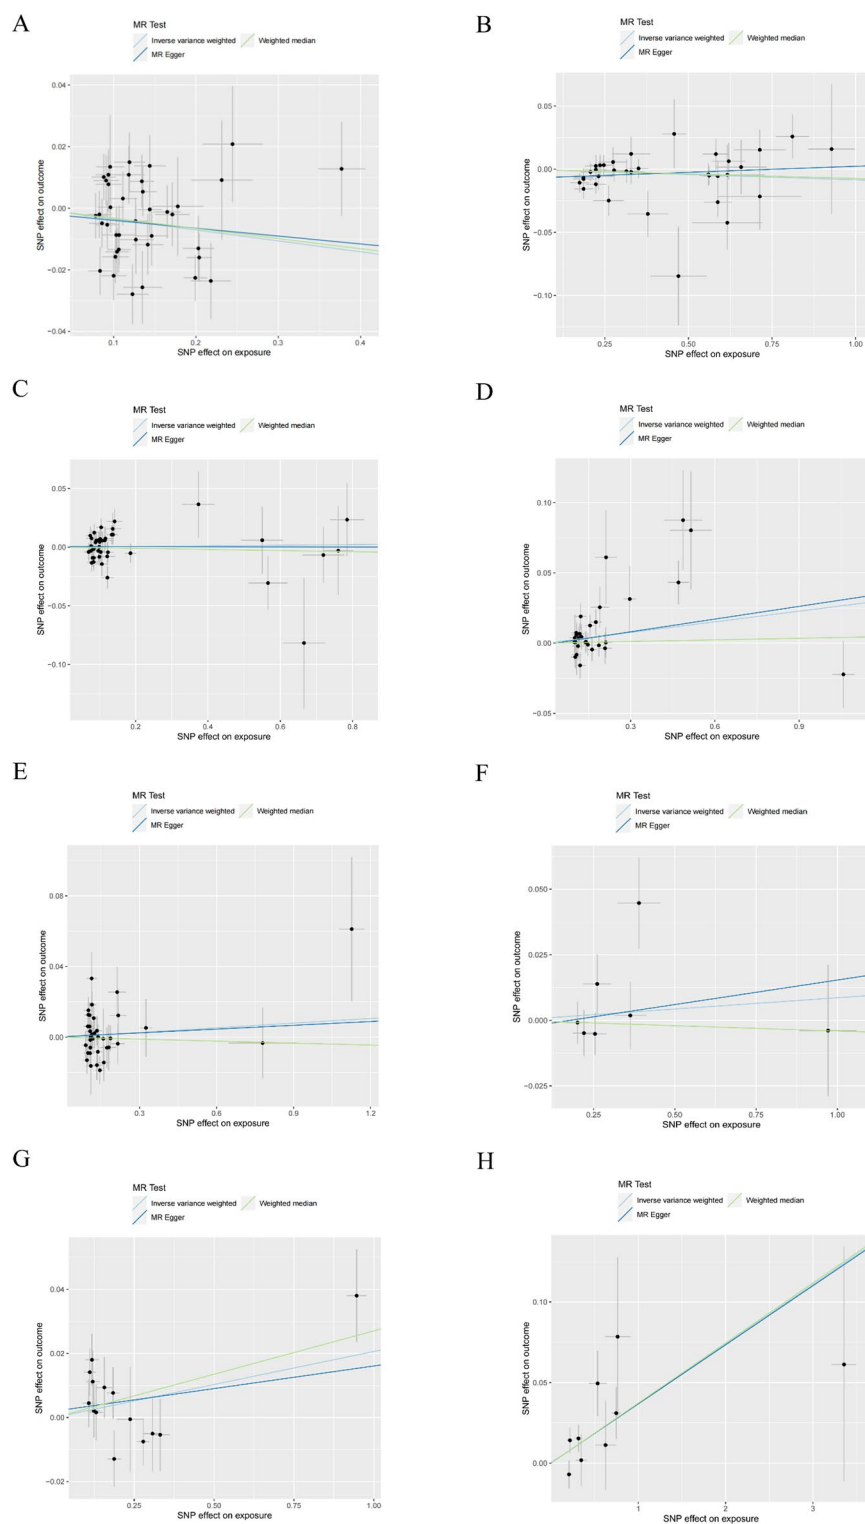 A
MR Test
Inverse variance weighted
Weighted median
MR Egger
0.04
0.02
0.00
−0.02
−0.04
SNP effect on outcome
0.1
0.2
0.3
0.4
SNP effect on exposure
B
MR Test
Inverse variance weighted
Weighted median
MR Egger
0.05
0.00
−0.05
−0.10
SNP effect on outcome
0.25
0.50
0.75
1.00
SNP effect on exposure
C
MR Test
Inverse variance weighted
Weighted median
MR Egger
0.05
0.00
−0.05
−0.10
SNP effect on outcome
0.2
0.4
0.6
0.8
SNP effect on exposure
D
MR Test
Inverse variance weighted
Weighted median
MR Egger
0.10
0.05
0.00
−0.05
SNP effect on outcome
0.3
0.6
0.9
SNP effect on exposure
E
MR Test
Inverse variance weighted
Weighted median
MR Egger
0.08
0.04
0.00
SNP effect on outcome
0.3
0.6
0.9
1.2
SNP effect on exposure
F
MR Test
Inverse variance weighted
Weighted median
MR Egger
0.050
0.025
0.000
−0.025
SNP effect on outcome
0.25
0.50
0.75
1.00
SNP effect on exposure
G
MR Test
Inverse variance weighted
Weighted median
MR Egger
0.04
0.02
0.00
−0.02
SNP effect on outcome
0.25
0.50
0.75
1.00
SNP effect on exposure
H
MR Test
Inverse variance weighted
Weighted median
MR Egger
0.10
0.05
0.00
SNP effect on outcome
1
2
3
SNP effect on exposure